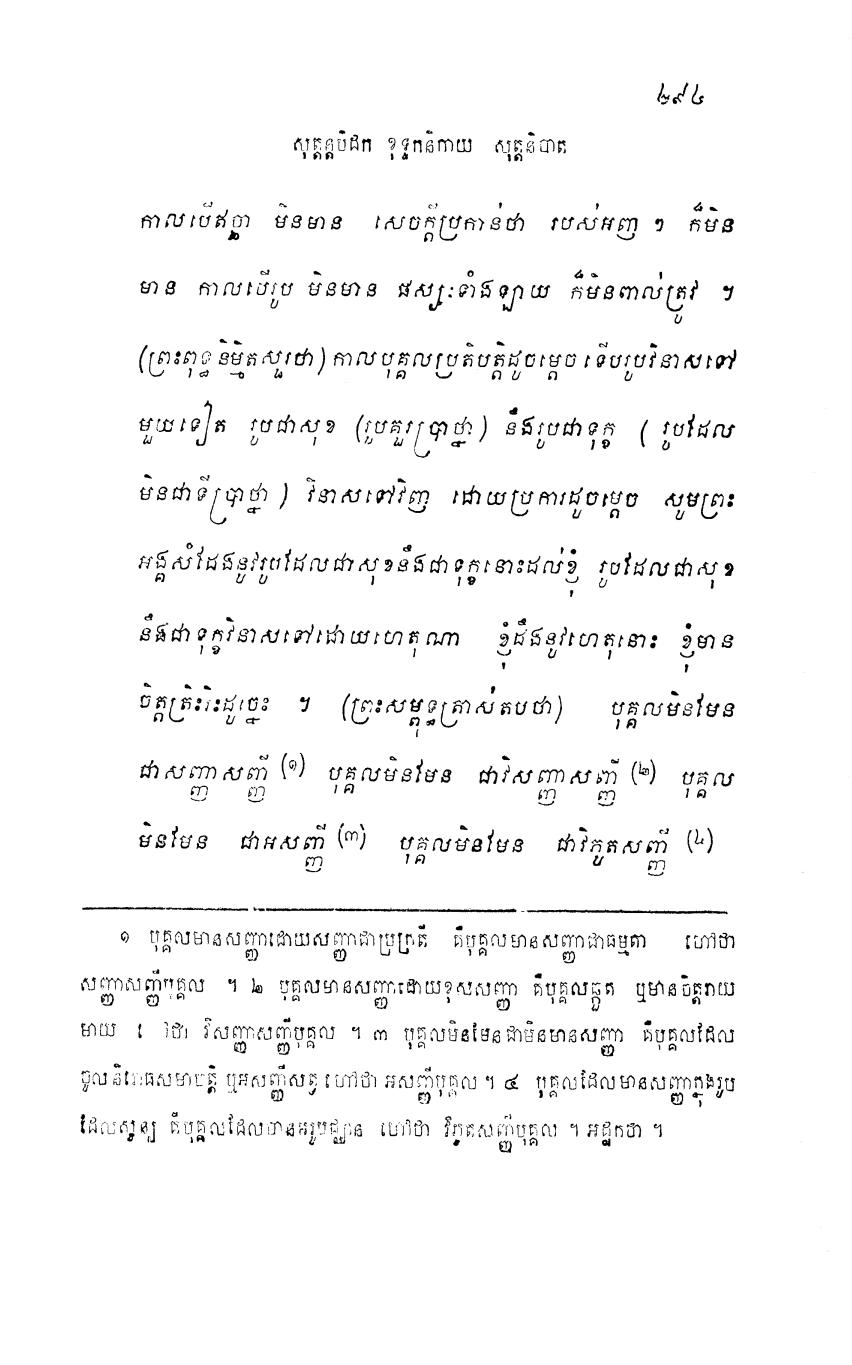 ២៩៤
សុត្តន្តបិដក ខុទ្ទកនិកាយ សុត្តនិបាត
កាលបើឥច្ឆា មិនមាន សេចក្តីប្រកាន់ថា របស់អញ ៗ ក៏មិន
មាន កាលបើរូប មិនមាន ផស្សៈទាំងឡាយ ក៏មិនពាល់ត្រូវ ។
(ព្រះពុទ្ធនិម្មិតសួរថា) កាលបុគ្គលប្រតិបត្តិដូចម្តេច ទើបរូបវិនាសទៅ
មួយទៀត រូបជាសុខ (រូបគួរប្រាថ្នា) នឹងរូបជាទុក្ខ ( រូបដែល
មិនជាទីប្រាថ្នា ) វិនាសទៅវិញ ដោយប្រការដូចម្តេច សូមព្រះ
អង្គសំដែងនូវរូបដែលជាសុខនឹងជាទុក្ខនោះដល់ខ្ញុំ រូបដែលជាសុខ
នឹងជាទុក្ខវិនាសទៅដោយហេតុណា ខ្ញុំដឹងនូវហេតុនោះ ខ្ញុំមាន
ចិត្តត្រិះរិះដូច្នេះ ។ (ព្រះសម្ពុទ្ធត្រាស់តបថា) បុគ្គលមិនមែន
ជាសញ្ញាសញ្ញី (១) បុគ្គលមិនមែន ជាវិសញ្ញាសញ្ញី (២) បុគ្គល
មិនមែន ជាអសញ្ញី (៣) បុគ្គលមិនមែន ជាវិភូតសញ្ញី (៤)
១ បុគ្គលមានសញ្ញាដោយសញ្ញាជាប្រក្រតី គឺបុគ្គលមានសញ្ញាជាធម្មតា ហៅថា
សញ្ញាសញ្ញីបុគ្គល ។ ២ បុគ្គលមានសញ្ញាដោយខុសសញ្ញា គឺបុគ្គលឆ្កួត ឬមានចិត្តរាយ
មាយ ហៅថា វិសញ្ញាសញ្ញីបុគ្គល ។ ៣ បុគ្គលមិនមែនជាមិនមានសញ្ញា គឺបុគ្គលដែល
ចូលនិរោធសមាបត្តិ ឬអសញ្ញីសត្វ ហៅថា អសញ្ញីបុគ្គល ។ ៤ បុគ្គលដែលមានសញ្ញាក្នុងរូប
ដែលសូន្យ គឺបុគ្គលដែលបានអរូបជ្ឈាន ហៅថា វិភូតសញ្ញីបុគ្គល ។ អដ្ឋកថា ។